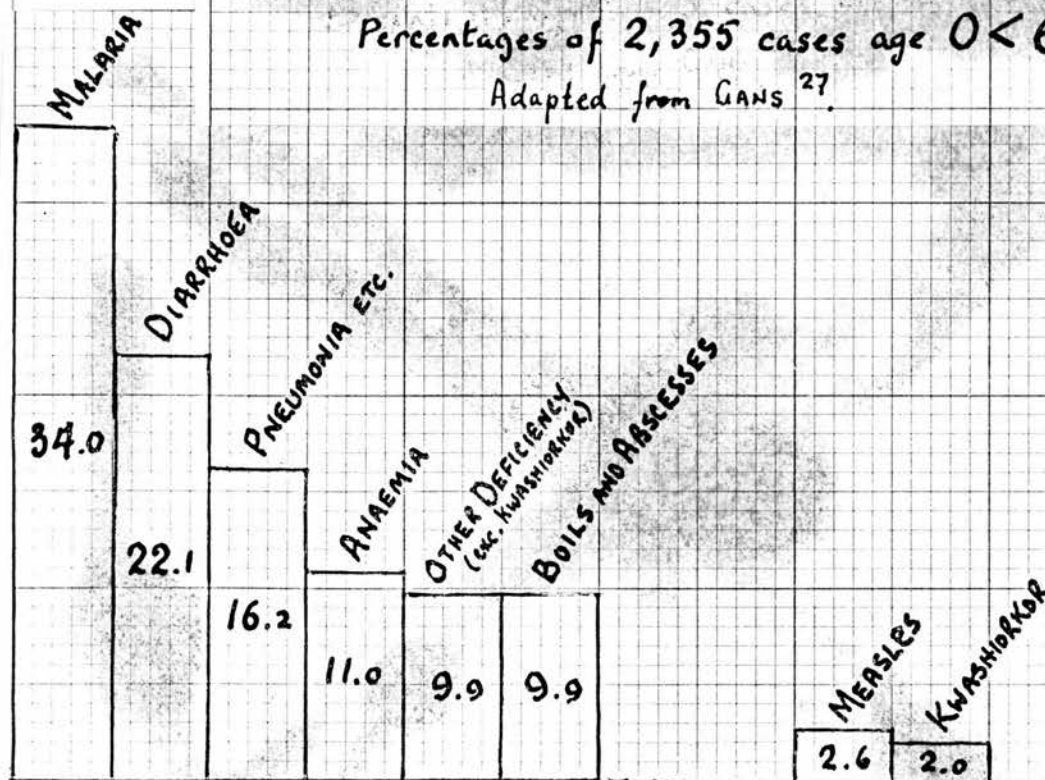 Percentages of 2,355 cases age 0 <
Adapted from GANS 27.
MALARIA
34.0
DIARRHOEA
22.1
PNEUMONIA ETC.
16.2
ANAEMIA
11.0
OTHER DEFICIENCY
(exc. KWASHIORKOR)
9.9
BOILS AND ABSCESSES
9.9
MEASLES
2.6
KWASHIORKOR
2.0